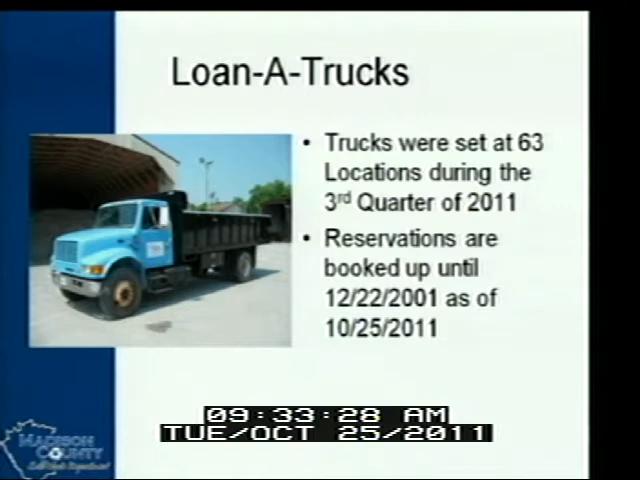 Loan-A-Trucks
• Trucks were set at 63
Locations during the
3rd Quarter of 2011
• Reservations are
booked up until
12/22/2001 as of
10/25/2011
09:33:28 AM
TUE/OCT 25/2011
MADISON
COUNTY